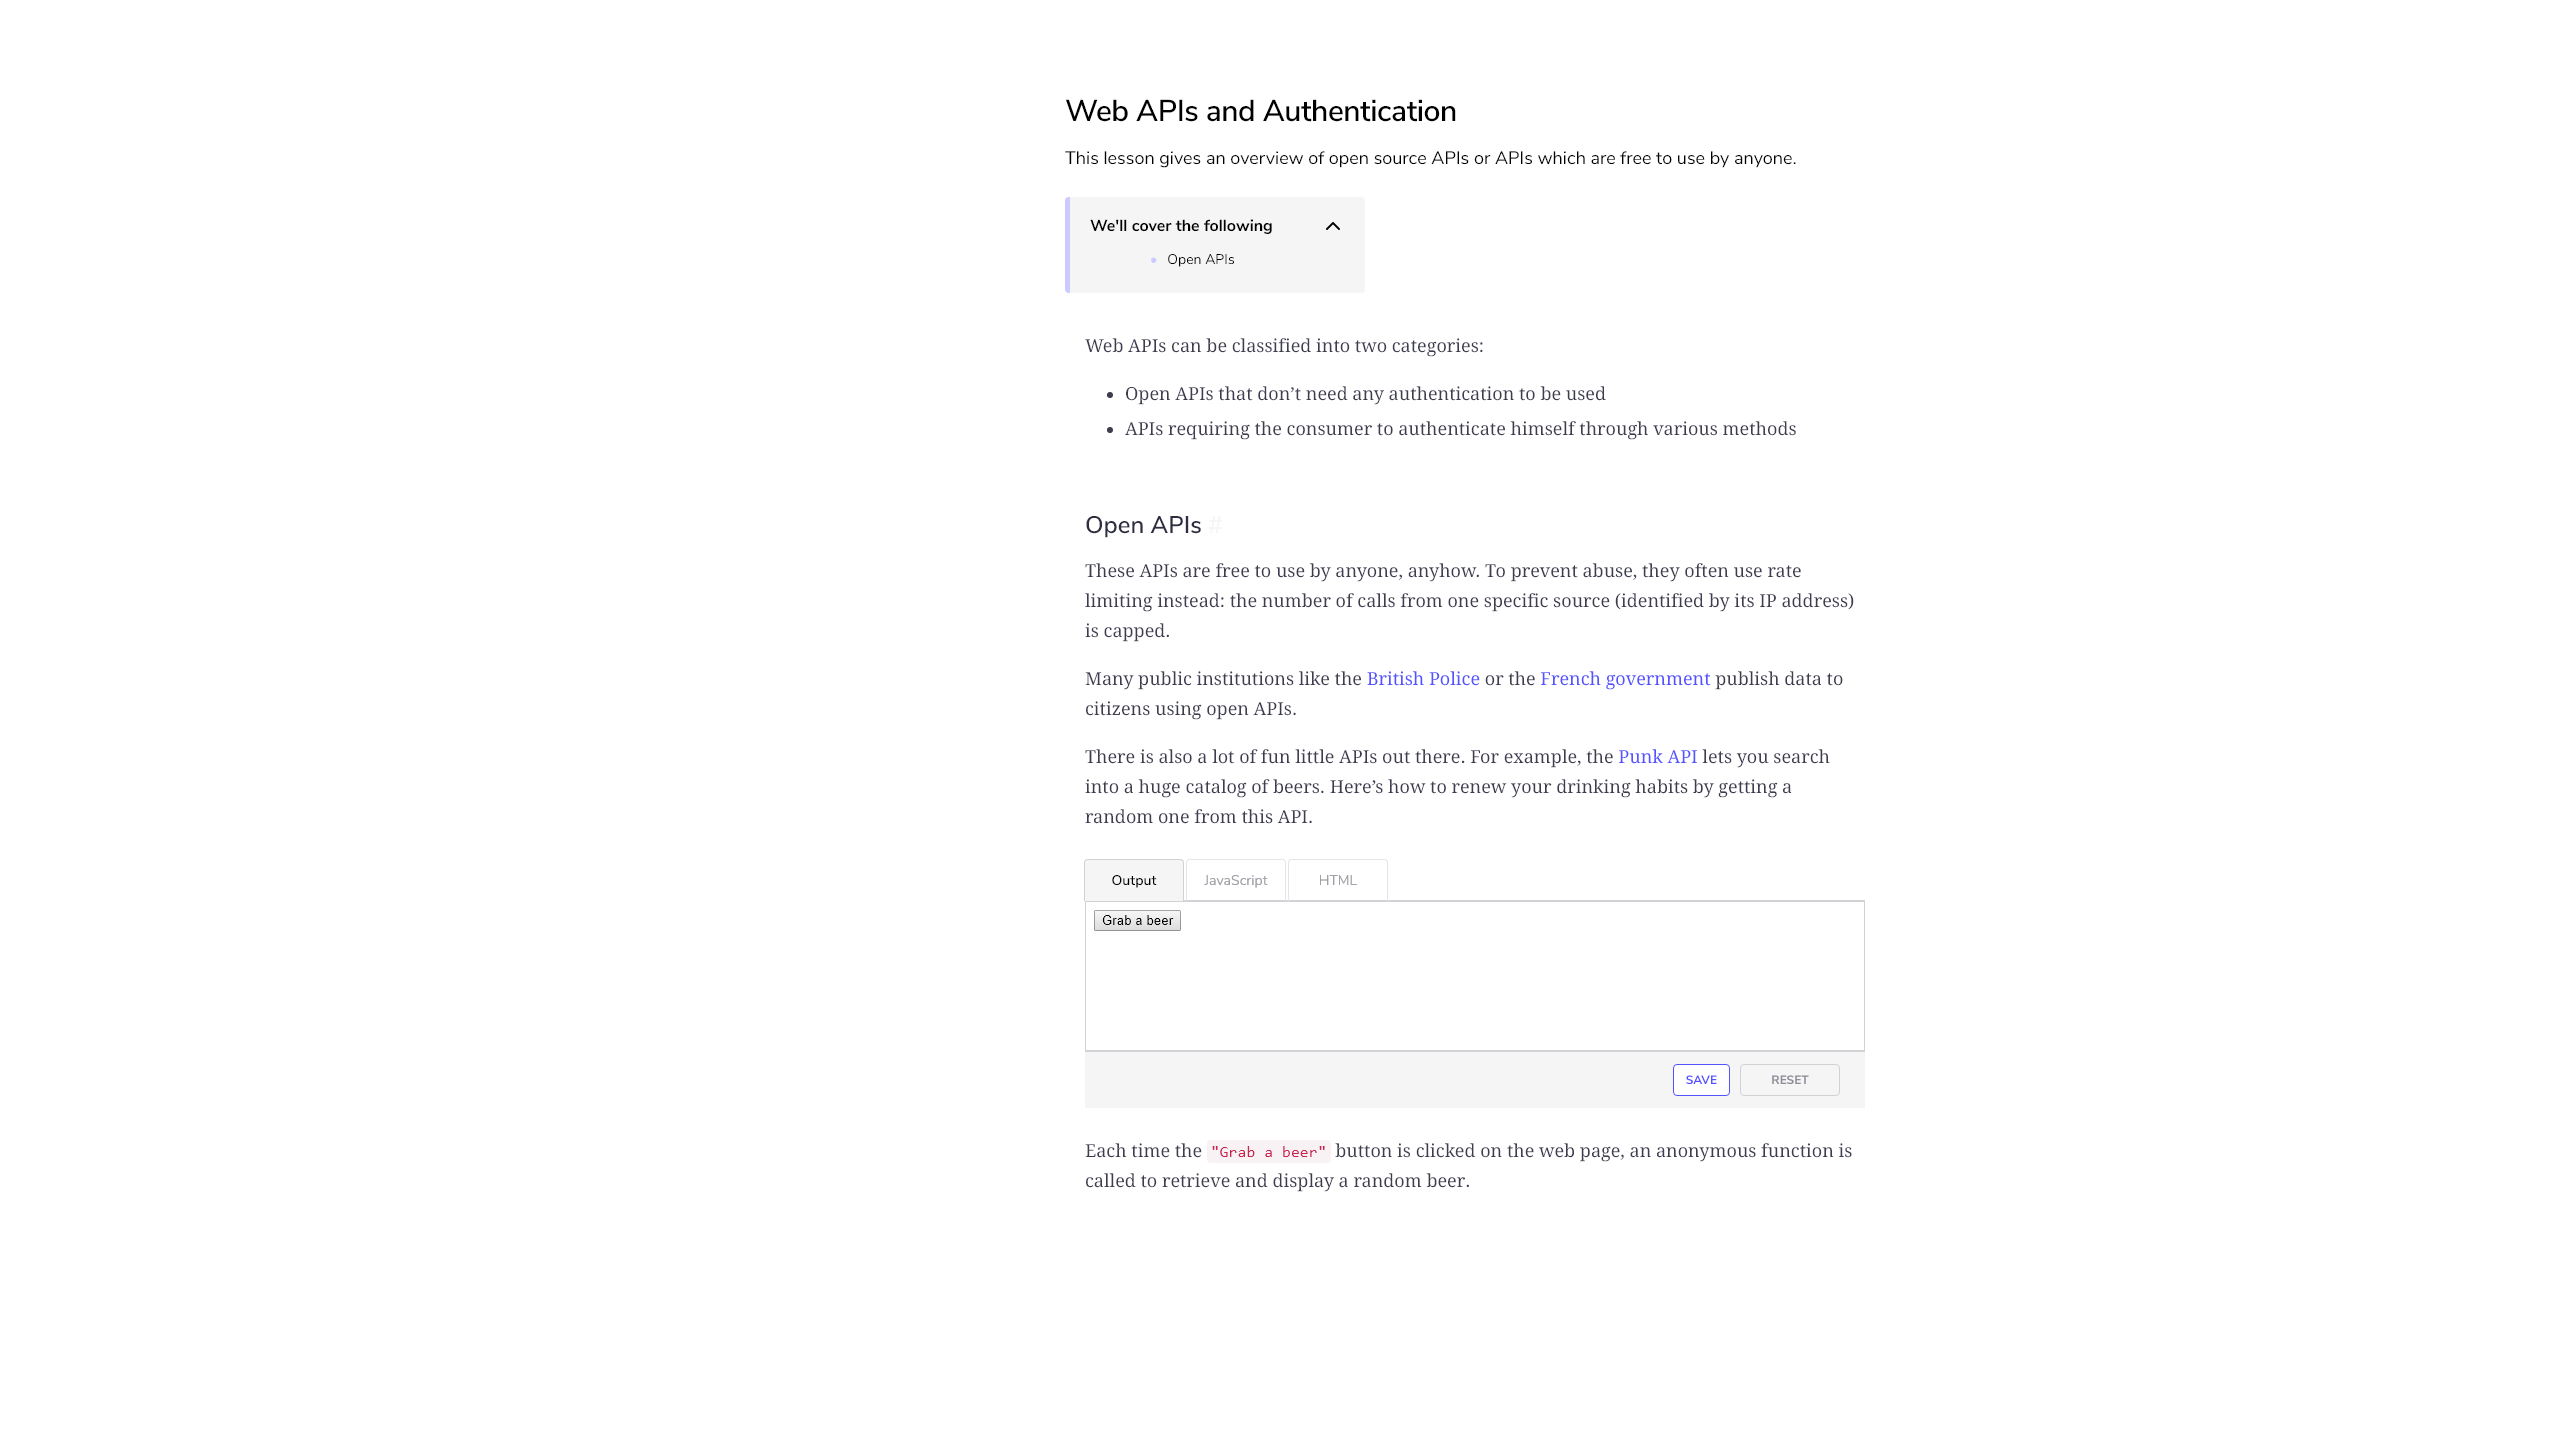 Web APIs and Authentication
This lesson gives an overview of open source APIs or APIs which are free to use by anyone.
We'll cover the following
Open APIs
Web APIs can be classified into two categories:
Open APIs that don’t need any authentication to be used
APIs requiring the consumer to authenticate himself through various methods
Open APIs #
These APIs are free to use by anyone, anyhow. To prevent abuse, they often use rate
limiting instead: the number of calls from one specific source (identified by its IP address)
is capped.
Many public institutions like the British Police or the French government publish data to
citizens using open APIs.
There is also a lot of fun little APIs out there. For example, the Punk API lets you search
into a huge catalog of beers. Here’s how to renew your drinking habits by getting a
random one from this API.
Output JavaScript HTML
Grab a beer
SAVE RESET
Each time the "Grab a beer" button is clicked on the web page, an anonymous function is
called to retrieve and display a random beer.